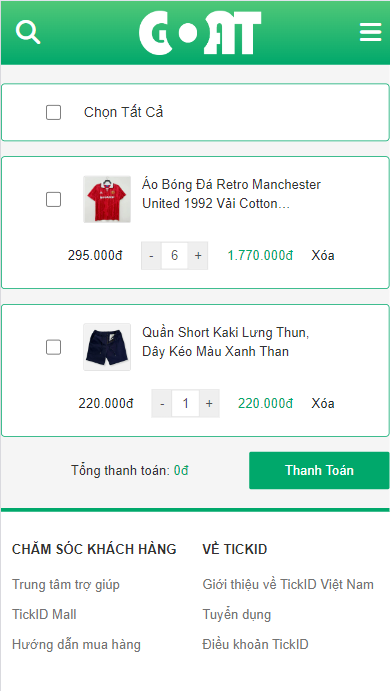 GOAT
Chọn Tất Cả
Áo Bóng Đá Retro Manchester
United 1992 Vải Cotton...
295.000đ - 6 + 1.770.000đ Xóa
Quần Short Kaki Lưng Thun,
Dây Kéo Màu Xanh Than
220.000đ - 1 + 220.000đ Xóa
Tổng thanh toán: 0đ Thanh Toán
CHĂM SÓC KHÁCH HÀNG VỀ TICKID
Trung tâm trợ giúp Giới thiệu về TickID Việt Nam
TickID Mall Tuyển dụng
Hướng dẫn mua hàng Điều khoản TickID